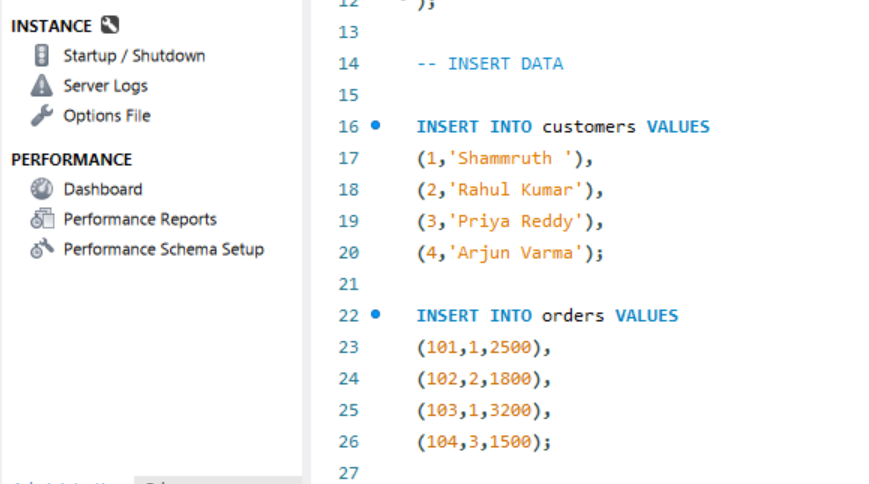 INSTANCE
Startup / Shutdown
Server Logs
Options File
PERFORMANCE
Dashboard
Performance Reports
Performance Schema Setup
12 );
13
14 -- INSERT DATA
15
16 INSERT INTO customers VALUES
17 (1,'Shammruth '),
18 (2,'Rahul Kumar'),
19 (3,'Priya Reddy'),
20 (4,'Arjun Varma');
21
22 INSERT INTO orders VALUES
23 (101,1,2500),
24 (102,2,1800),
25 (103,1,3200),
26 (104,3,1500);
27